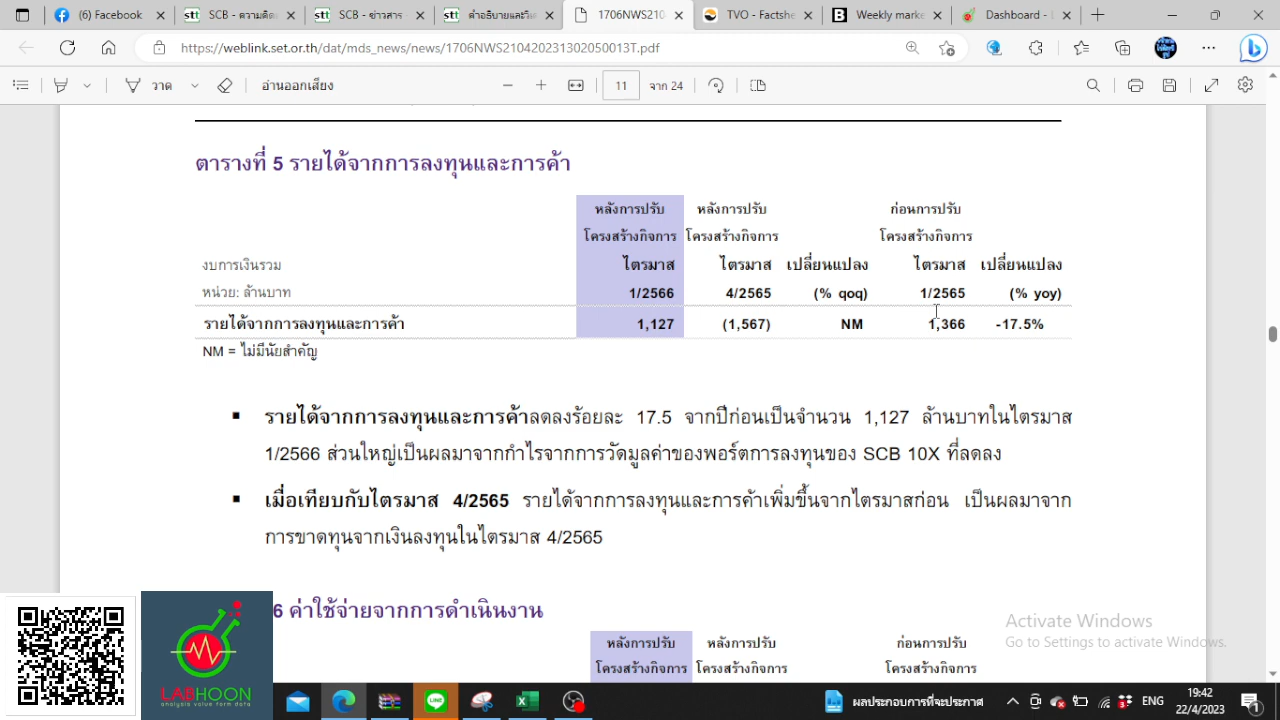 (6) Facebook
SCB - ความคิดเ
SCB - ข่าวสาร
คำอธิบายและวิเ
1706NWS210
TVO - Factshe
Weekly marke
Dashboard - L
https://weblink.set.or.th/dat/mds_news/news/1706NWS210420231302050013T.pdf
วาด
อ่านออกเสียง
11
จาก 24
ตารางที่ 5 รายได้จากการลงทุนและการค้า
หลังการปรับ หลังการปรับ ก่อนการปรับ
โครงสร้างกิจการ โครงสร้างกิจการ โครงสร้างกิจการ
งบการเงินรวม ไตรมาส ไตรมาส เปลี่ยนแปลง ไตรมาส เปลี่ยนแปลง
หน่วย: ล้านบาท 1/2566 4/2565 (% qoq) 1/2565 (% yoy)
รายได้จากการลงทุนและการค้า 1,127 (1,567) NM 1,366 -17.5%
NM = ไม่มีนัยสำคัญ
▪ รายได้จากการลงทุนและการค้าลดลงร้อยละ 17.5 จากปีก่อนเป็นจำนวน 1,127 ล้านบาทในไตรมาส
1/2566 ส่วนใหญ่เป็นผลมาจากกำไรจากการวัดมูลค่าของพอร์ตการลงทุนของ SCB 10X ที่ลดลง
▪ เมื่อเทียบกับไตรมาส 4/2565 รายได้จากการลงทุนและการค้าเพิ่มขึ้นจากไตรมาสก่อน เป็นผลมาจาก
การขาดทุนจากเงินลงทุนในไตรมาส 4/2565
6 ค่าใช้จ่ายจากการดำเนินงาน
หลังการปรับ หลังการปรับ ก่อนการปรับ
โครงสร้างกิจการ โครงสร้างกิจการ โครงสร้างกิจการ
Activate Windows
Go to Settings to activate Windows.
LABHOON
analysis value form data
ผลประกอบการที่จะประกาศ
ENG
19:42
22/4/2023